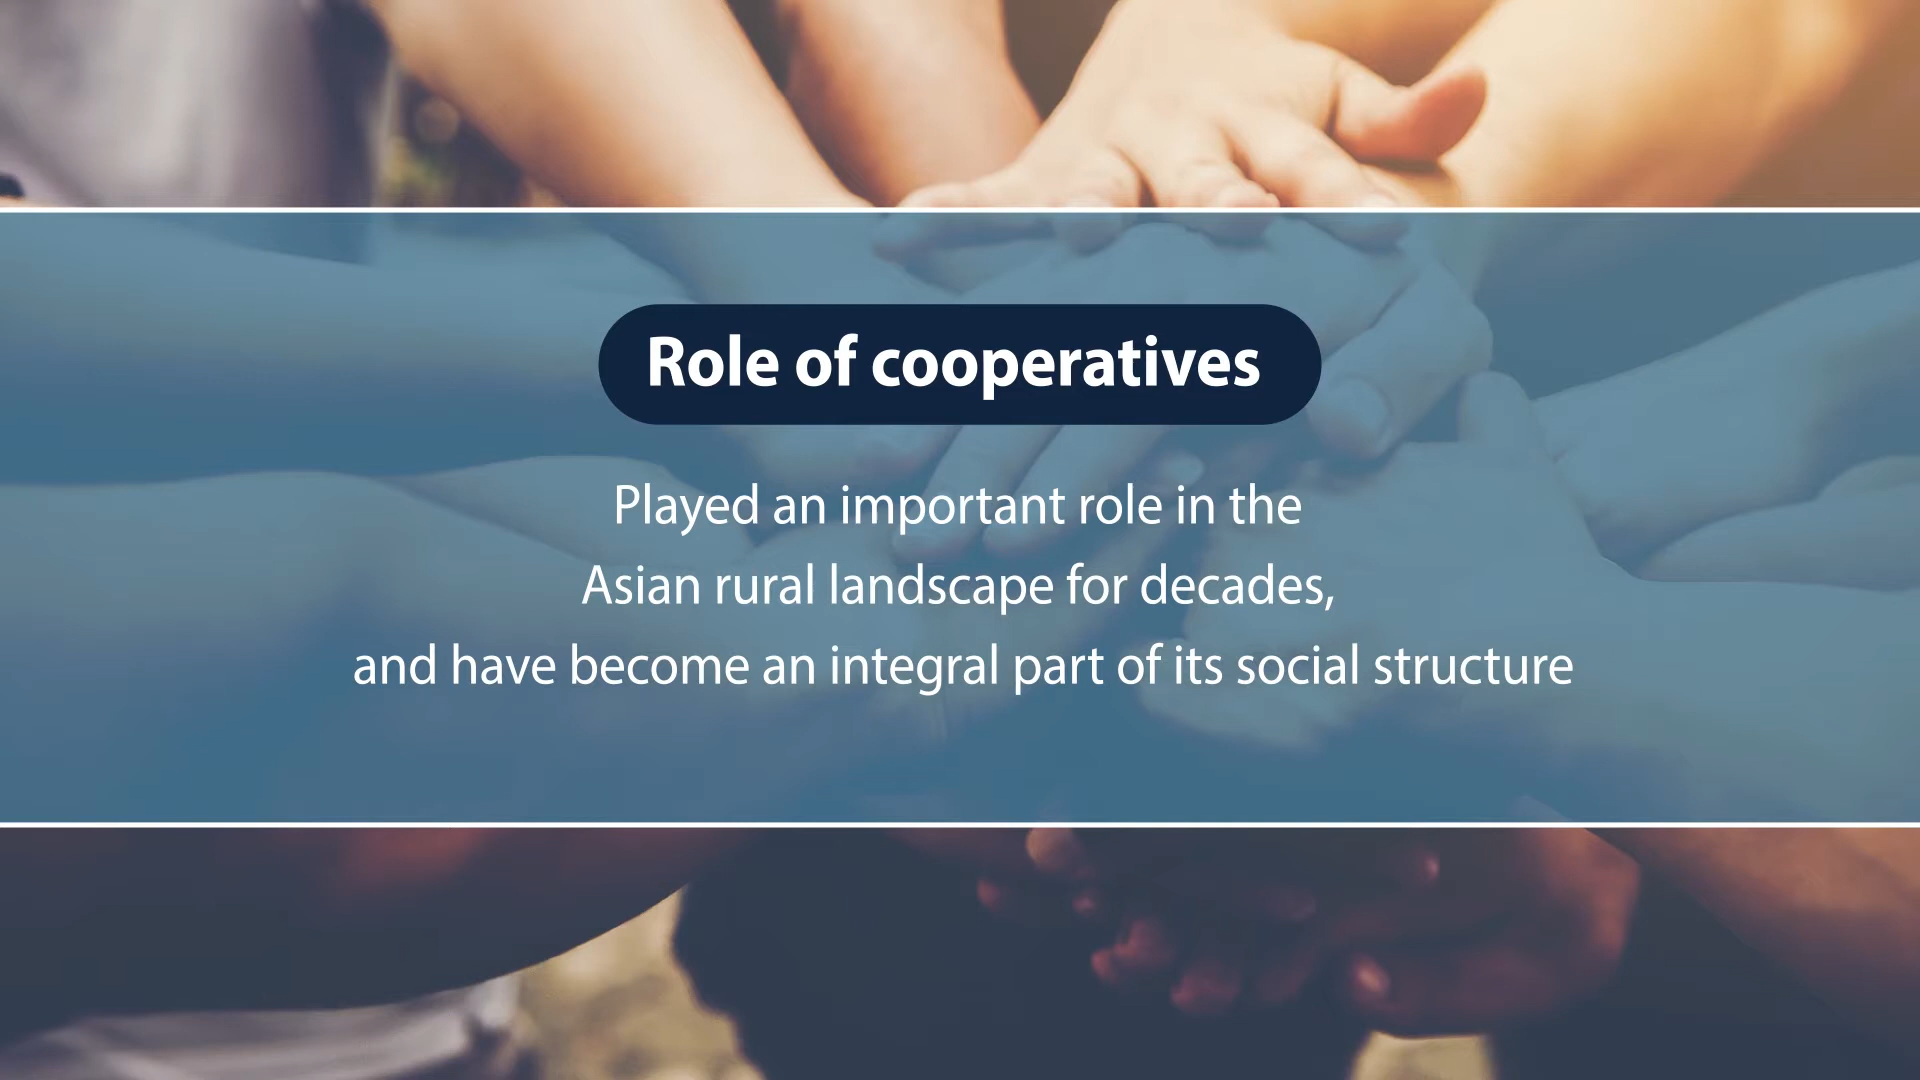 Role of cooperatives
Played an important role in the
Asian rural landscape for decades,
and have become an integral part of its social structure